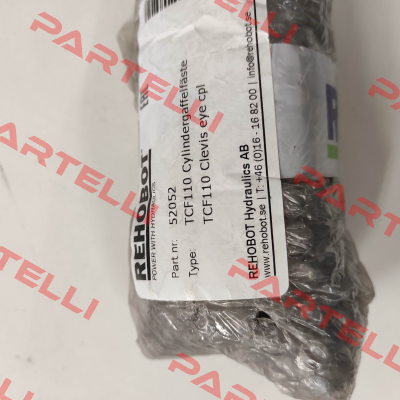 REHOBOT
POWER WITH HYDRAULICS
Part nr: 52052
Type: TCF110 Cylindergaffelfäste
TCF110 Clevis eye cpl
REHOBOT Hydraulics AB
www.rehobot.se | T: +46 (0)16 - 16 82 00 | info@rehobot.se
PARTELLI
PARTELLI
PARTELLI
PARTELLI
PARTELLI